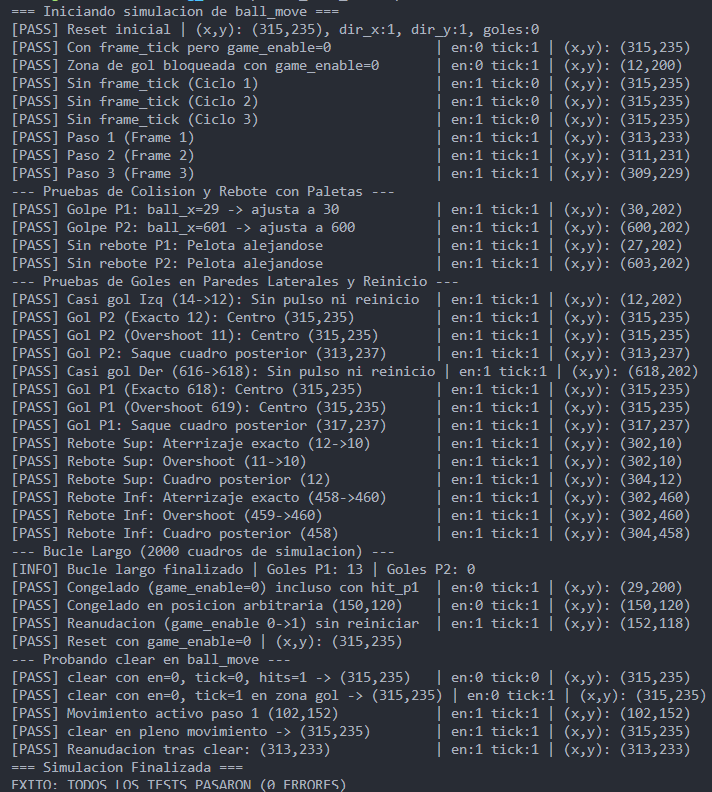 === Iniciando simulacion de ball_move ===
[PASS] Reset inicial | (x,y): (315,235), dir_x:1, dir_y:1, goles:0
[PASS] Con frame_tick pero game_enable=0 | en:0 tick:1 | (x,y): (315,235)
[PASS] Zona de gol bloqueada con game_enable=0 | en:0 tick:1 | (x,y): (12,200)
[PASS] Sin frame_tick (Ciclo 1) | en:1 tick:0 | (x,y): (315,235)
[PASS] Sin frame_tick (Ciclo 2) | en:1 tick:0 | (x,y): (315,235)
[PASS] Sin frame_tick (Ciclo 3) | en:1 tick:0 | (x,y): (315,235)
[PASS] Paso 1 (Frame 1) | en:1 tick:1 | (x,y): (313,233)
[PASS] Paso 2 (Frame 2) | en:1 tick:1 | (x,y): (311,231)
[PASS] Paso 3 (Frame 3) | en:1 tick:1 | (x,y): (309,229)
--- Pruebas de Colision y Rebote con Paletas ---
[PASS] Golpe P1: ball_x=29 -> ajusta a 30 | en:1 tick:1 | (x,y): (30,202)
[PASS] Golpe P2: ball_x=601 -> ajusta a 600 | en:1 tick:1 | (x,y): (600,202)
[PASS] Sin rebote P1: Pelota alejandose | en:1 tick:1 | (x,y): (27,202)
[PASS] Sin rebote P2: Pelota alejandose | en:1 tick:1 | (x,y): (603,202)
--- Pruebas de Goles en Paredes Laterales y Reinicio ---
[PASS] Casi gol Izq (14->12): Sin pulso ni reinicio | en:1 tick:1 | (x,y): (12,202)
[PASS] Gol P2 (Exacto 12): Centro (315,235) | en:1 tick:1 | (x,y): (315,235)
[PASS] Gol P2 (Overshoot 11): Centro (315,235) | en:1 tick:1 | (x,y): (315,235)
[PASS] Gol P2: Saque cuadro posterior (313,237) | en:1 tick:1 | (x,y): (313,237)
[PASS] Casi gol Der (616->618): Sin pulso ni reinicio | en:1 tick:1 | (x,y): (618,202)
[PASS] Gol P1 (Exacto 618): Centro (315,235) | en:1 tick:1 | (x,y): (315,235)
[PASS] Gol P1 (Overshoot 619): Centro (315,235) | en:1 tick:1 | (x,y): (315,235)
[PASS] Gol P1: Saque cuadro posterior (317,237) | en:1 tick:1 | (x,y): (317,237)
[PASS] Rebote Sup: Aterrizaje exacto (12->10) | en:1 tick:1 | (x,y): (302,10)
[PASS] Rebote Sup: Overshoot (11->10) | en:1 tick:1 | (x,y): (302,10)
[PASS] Rebote Sup: Cuadro posterior (12) | en:1 tick:1 | (x,y): (304,12)
[PASS] Rebote Inf: Aterrizaje exacto (458->460) | en:1 tick:1 | (x,y): (302,460)
[PASS] Rebote Inf: Overshoot (459->460) | en:1 tick:1 | (x,y): (302,460)
[PASS] Rebote Inf: Cuadro posterior (458) | en:1 tick:1 | (x,y): (304,458)
--- Bucle Largo (2000 cuadros de simulacion) ---
[INFO] Bucle largo finalizado | Goles P1: 13 | Goles P2: 0
[PASS] Congelado (game_enable=0) incluso con hit_p1 | en:0 tick:1 | (x,y): (29,200)
[PASS] Congelado en posicion arbitraria (150,120) | en:0 tick:1 | (x,y): (150,120)
[PASS] Reanudacion (game_enable 0->1) sin reiniciar | en:1 tick:1 | (x,y): (152,118)
[PASS] Reset con game_enable=0 | (x,y): (315,235)
--- Probando clear en ball_move ---
[PASS] clear con en=0, tick=0, hits=1 -> (315,235) | en:0 tick:0 | (x,y): (315,235)
[PASS] clear con en=0, tick=1 en zona gol -> (315,235) | en:0 tick:1 | (x,y): (315,235)
[PASS] Movimiento activo paso 1 (102,152) | en:1 tick:1 | (x,y): (102,152)
[PASS] clear en pleno movimiento -> (315,235) | en:1 tick:1 | (x,y): (315,235)
[PASS] Reanudacion tras clear: (313,233) | en:1 tick:1 | (x,y): (313,233)
=== Simulacion Finalizada ===
EXITO: TODOS LOS TESTS PASARON (0 ERRORES)